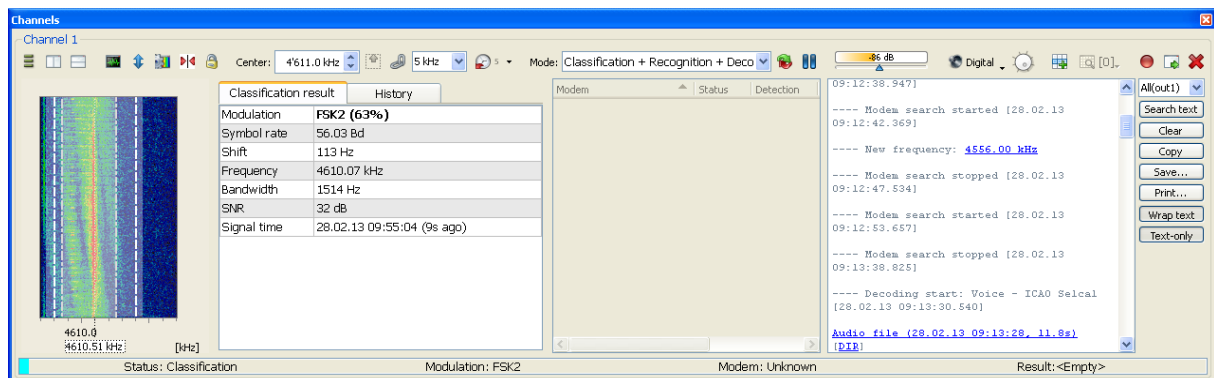 Channels
Channel 1
Center: 4'611.0 kHz 5 kHz s Mode: Classification + Recognition + Deco -86 dB Digital [0]
Classification result History
Modulation FSK2 (63%)
Symbol rate 56.03 Bd
Shift 113 Hz
Frequency 4610.07 kHz
Bandwidth 1514 Hz
SNR 32 dB
Signal time 28.02.13 09:55:04 (9s ago)
4610.0
4610.51 kHz [kHz]
Modem Status Detection
09:12:38.947]
---- Modem search started [28.02.13
09:12:42.369]
---- New frequency: 4556.00 kHz
---- Modem search stopped [28.02.13
09:12:47.534]
---- Modem search started [28.02.13
09:12:53.657]
---- Modem search stopped [28.02.13
09:13:38.825]
---- Decoding start: Voice - ICAO Selcal
[28.02.13 09:13:30.540]
Audio file (28.02.13 09:13:28, 11.8s)
[DIR]
All(out1)
Search text
Clear
Copy
Save...
Print...
Wrap text
Text-only
Status: Classification Modulation: FSK2 Modem: Unknown Result:<Empty>